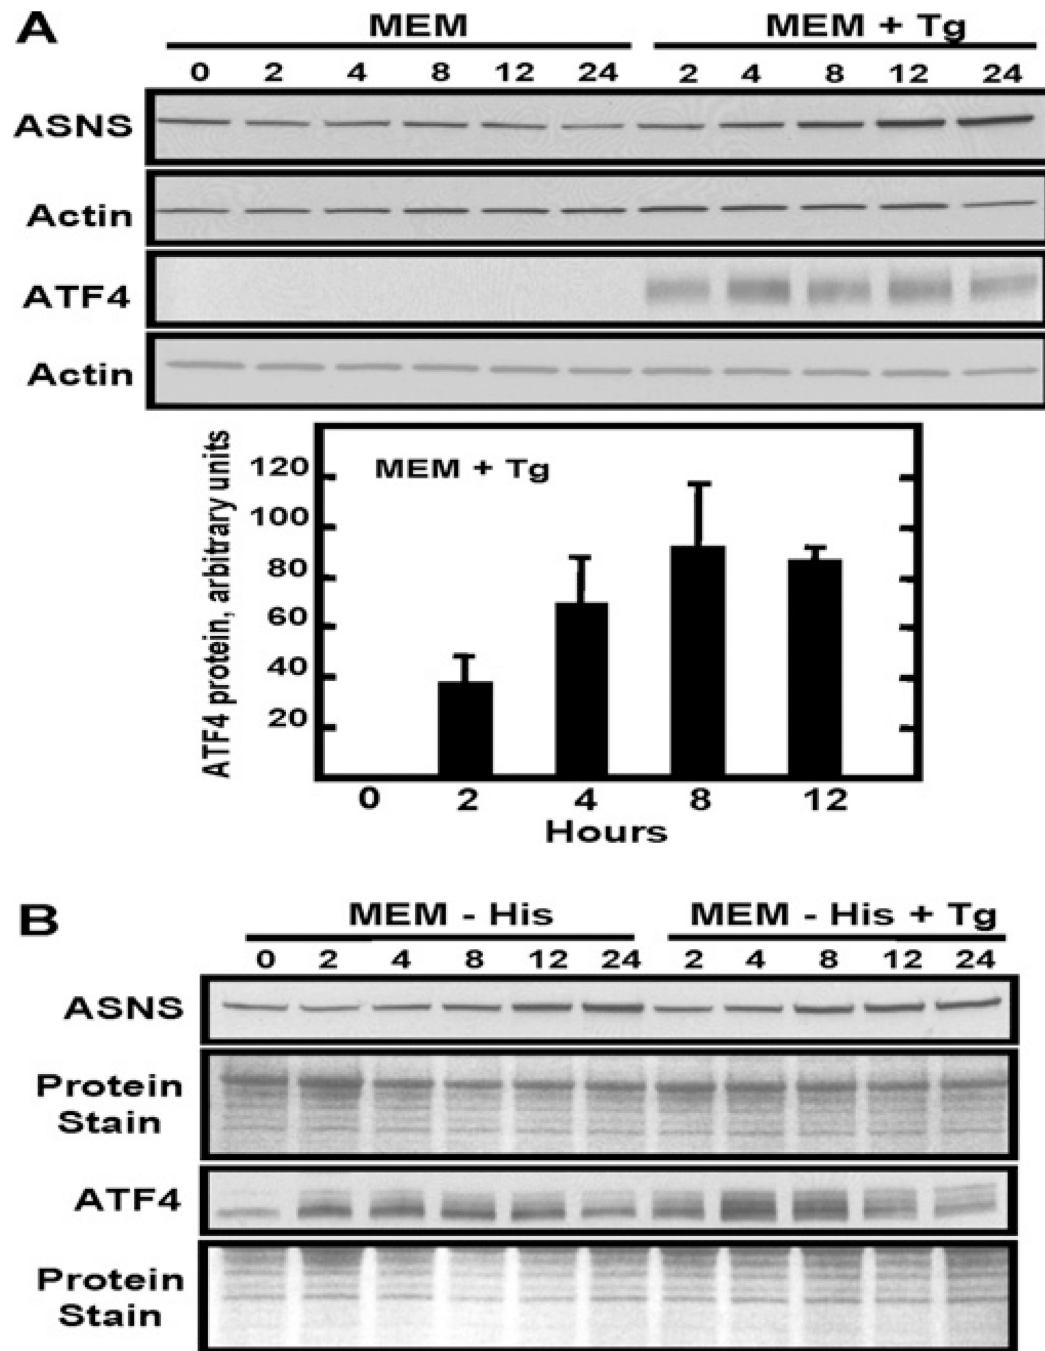 A
MEM MEM + Tg
0 2 4 8 12 24 2 4 8 12 24
ASNS
Actin
ATF4
Actin
ATF4 protein, arbitrary units
MEM + Tg
120
100
80
60
40
20
0 2 4 8 12
Hours
B
MEM - His MEM - His + Tg
0 2 4 8 12 24 2 4 8 12 24
ASNS
Protein
Stain
ATF4
Protein
Stain